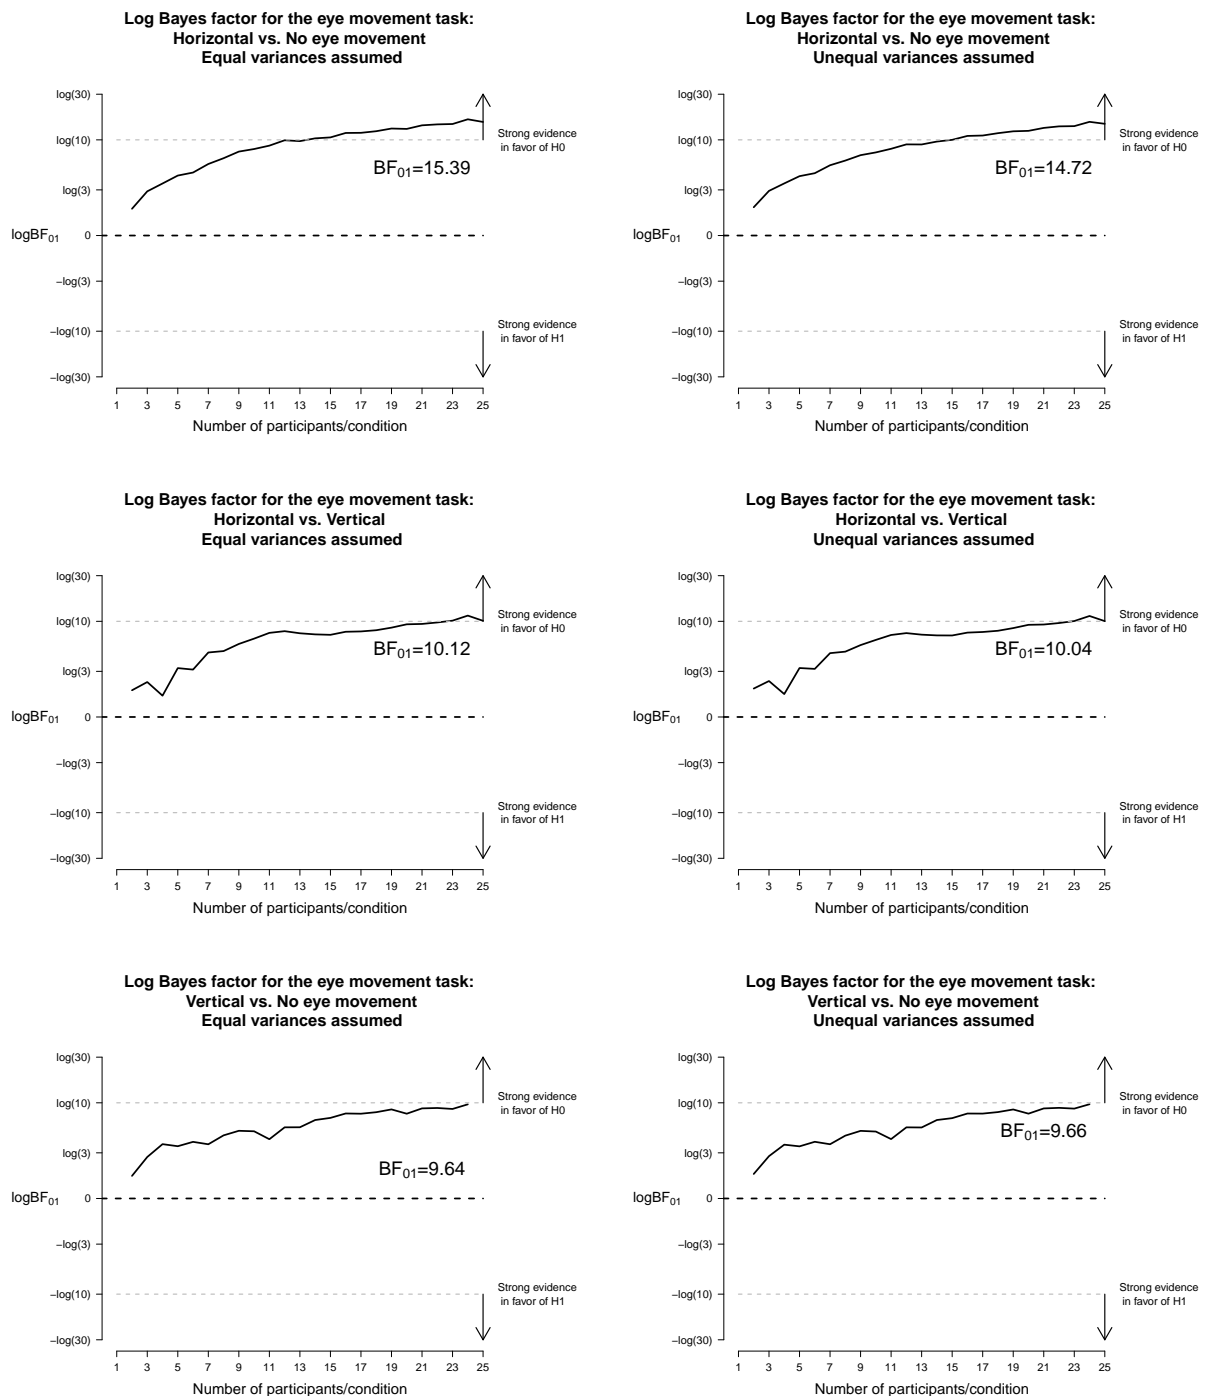 Log Bayes factor for the eye movement task:
Horizontal vs. No eye movement
Equal variances assumed
log(30)
log(10)
log(3)
0
−log(3)
−log(10)
−log(30)
logBF01
BF01=15.39
Strong evidence
in favor of H0
Strong evidence
in favor of H1
1 3 5 7 9 11 13 15 17 19 21 23 25
Number of participants/condition
Log Bayes factor for the eye movement task:
Horizontal vs. No eye movement
Unequal variances assumed
log(30)
log(10)
log(3)
0
−log(3)
−log(10)
−log(30)
logBF01
BF01=14.72
Strong evidence
in favor of H0
Strong evidence
in favor of H1
1 3 5 7 9 11 13 15 17 19 21 23 25
Number of participants/condition
Log Bayes factor for the eye movement task:
Horizontal vs. Vertical
Equal variances assumed
log(30)
log(10)
log(3)
0
−log(3)
−log(10)
−log(30)
logBF01
BF01=10.12
Strong evidence
in favor of H0
Strong evidence
in favor of H1
1 3 5 7 9 11 13 15 17 19 21 23 25
Number of participants/condition
Log Bayes factor for the eye movement task:
Horizontal vs. Vertical
Unequal variances assumed
log(30)
log(10)
log(3)
0
−log(3)
−log(10)
−log(30)
logBF01
BF01=10.04
Strong evidence
in favor of H0
Strong evidence
in favor of H1
1 3 5 7 9 11 13 15 17 19 21 23 25
Number of participants/condition
Log Bayes factor for the eye movement task:
Vertical vs. No eye movement
Equal variances assumed
log(30)
log(10)
log(3)
0
−log(3)
−log(10)
−log(30)
logBF01
BF01=9.64
Strong evidence
in favor of H0
Strong evidence
in favor of H1
1 3 5 7 9 11 13 15 17 19 21 23 25
Number of participants/condition
Log Bayes factor for the eye movement task:
Vertical vs. No eye movement
Unequal variances assumed
log(30)
log(10)
log(3)
0
−log(3)
−log(10)
−log(30)
logBF01
BF01=9.66
Strong evidence
in favor of H0
Strong evidence
in favor of H1
1 3 5 7 9 11 13 15 17 19 21 23 25
Number of participants/condition